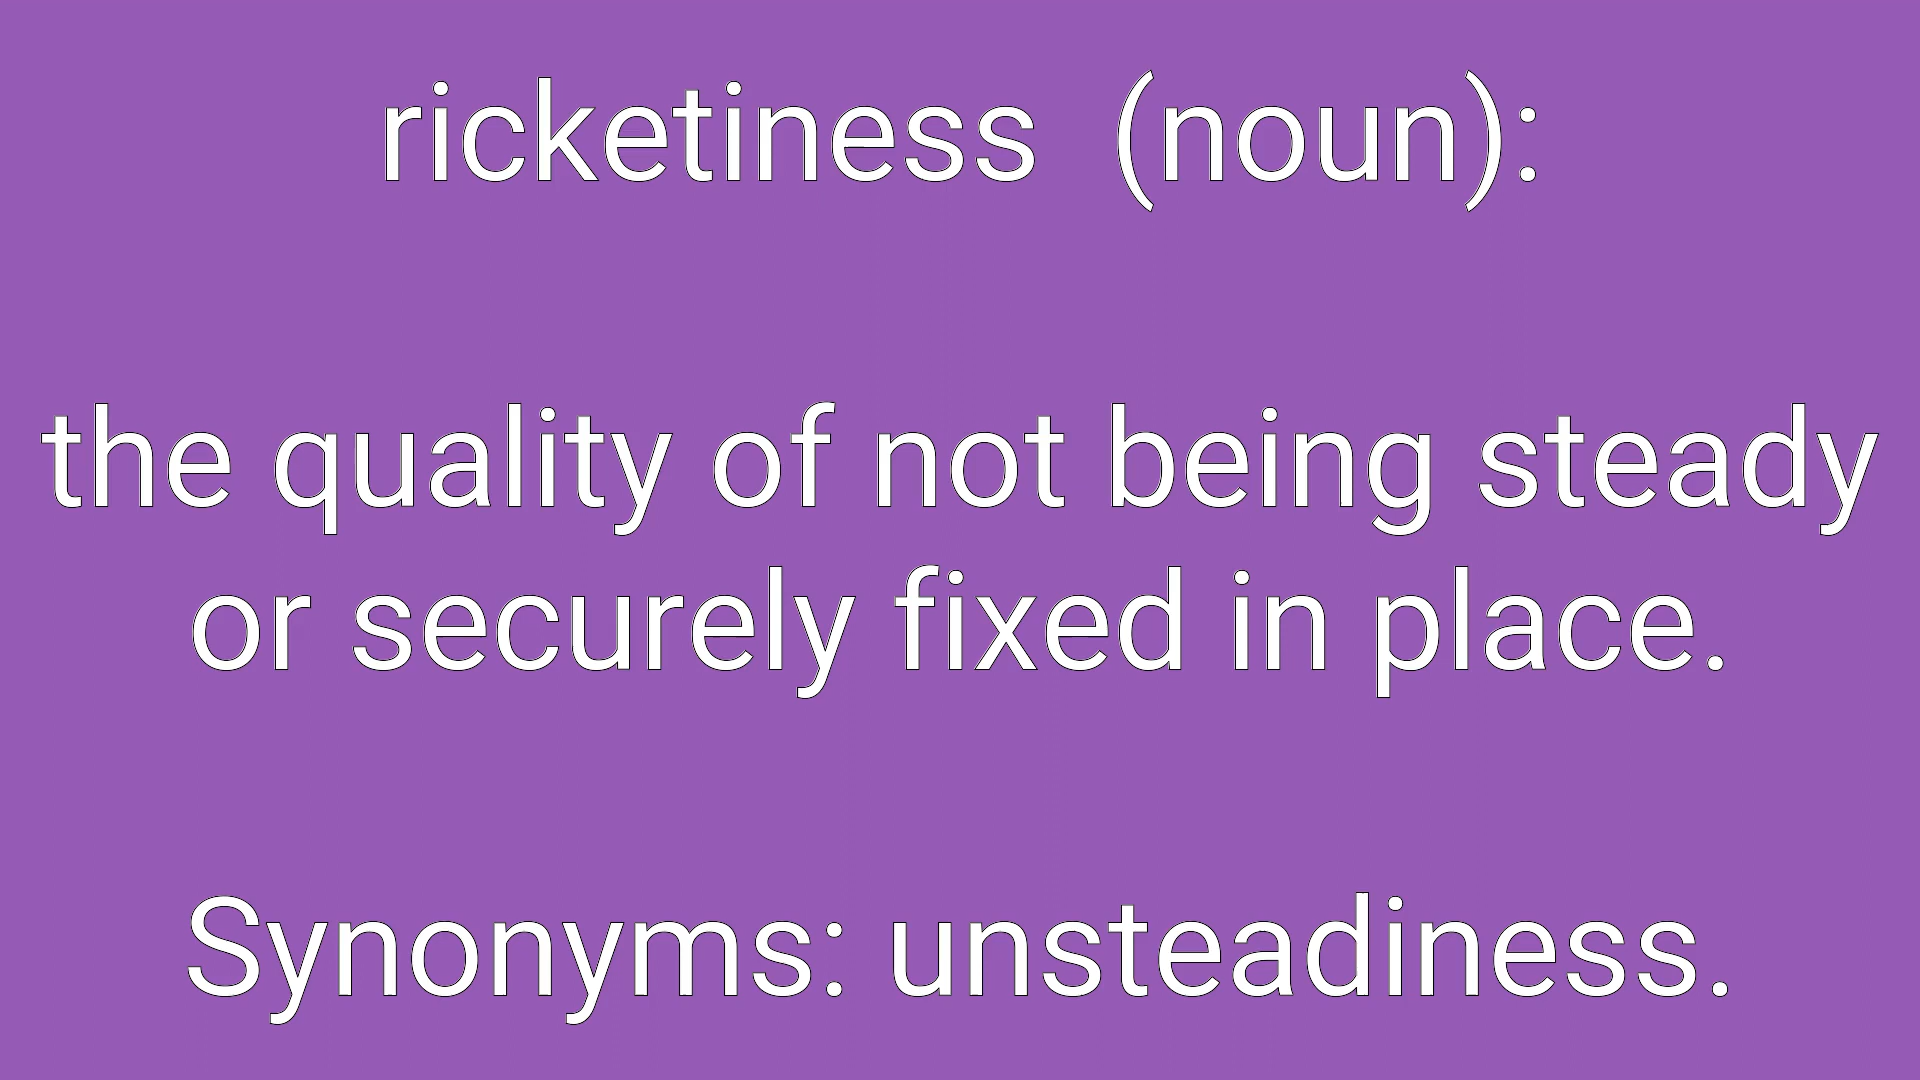 ricketiness  (noun):
the quality of not being steady
or securely fixed in place.
Synonyms: unsteadiness.